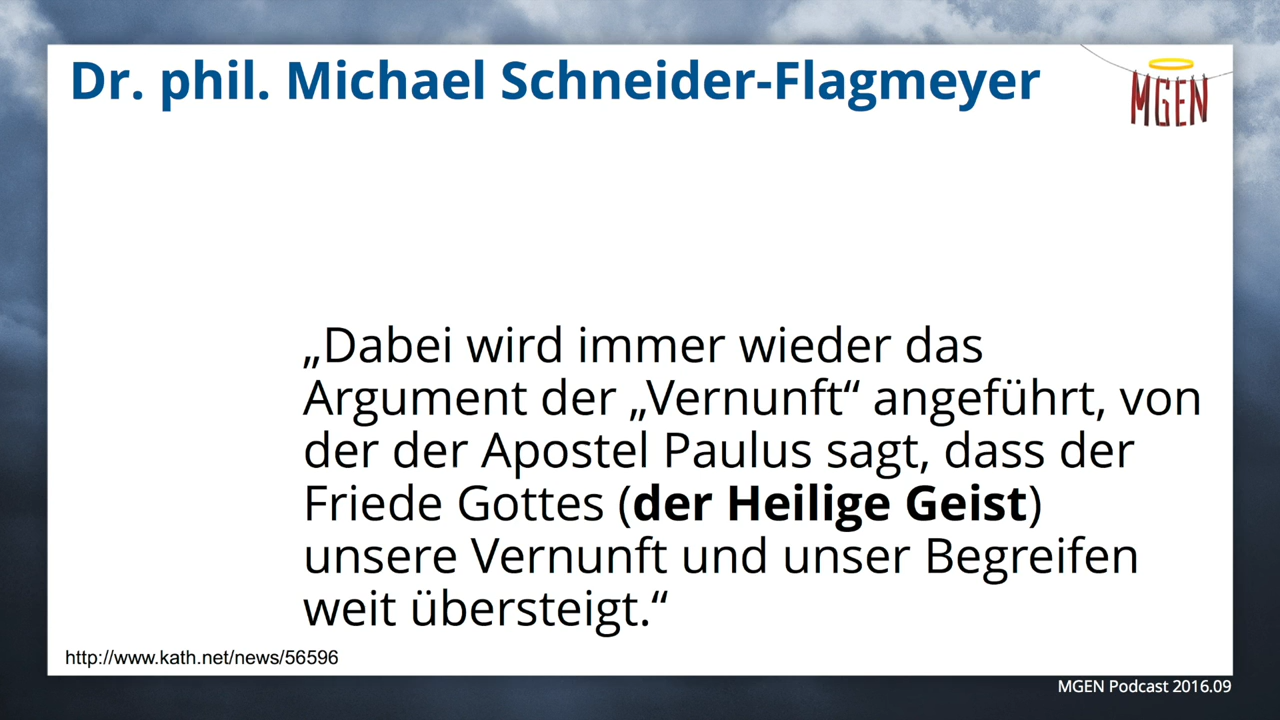 Dr. phil. Michael Schneider-Flagmeyer
MGEN
„Dabei wird immer wieder das
Argument der „Vernunft“ angeführt, von
der der Apostel Paulus sagt, dass der
Friede Gottes (der Heilige Geist)
unsere Vernunft und unser Begreifen
weit übersteigt.“
http://www.kath.net/news/56596
MGEN Podcast 2016.09